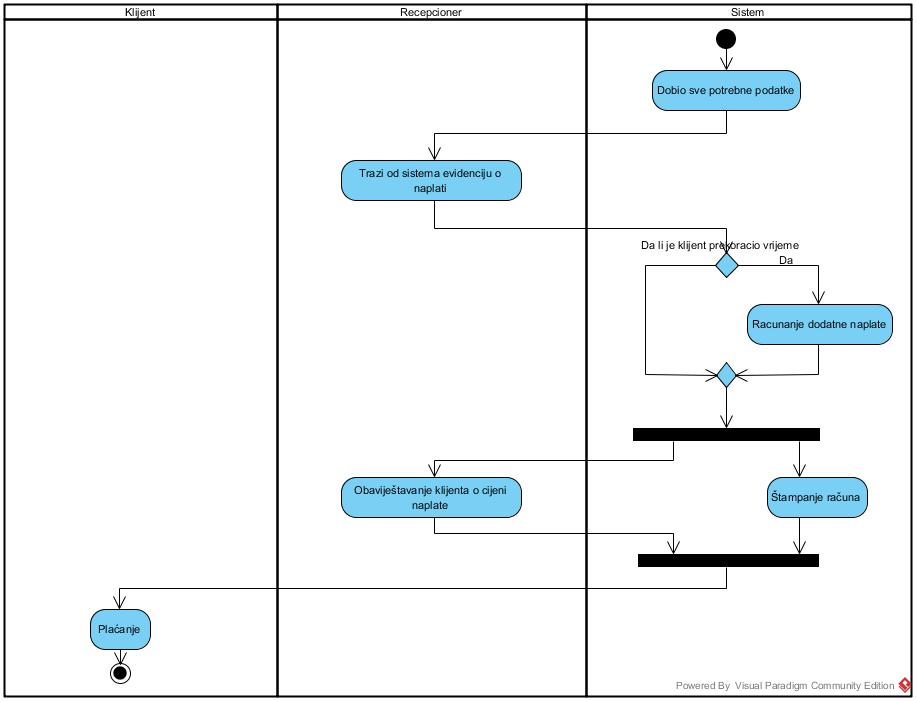 Klijent
Recepcioner
Sistem
Dobio sve potrebne podatke
Trazi od sistema evidenciju o
naplati
Da li je klijent prekoracio vrijeme
Da
Racunanje dodatne naplate
Obaviještavanje klijenta o cijeni
naplate
Štampanje računa
Plaćanje
Powered By Visual Paradigm Community Edition